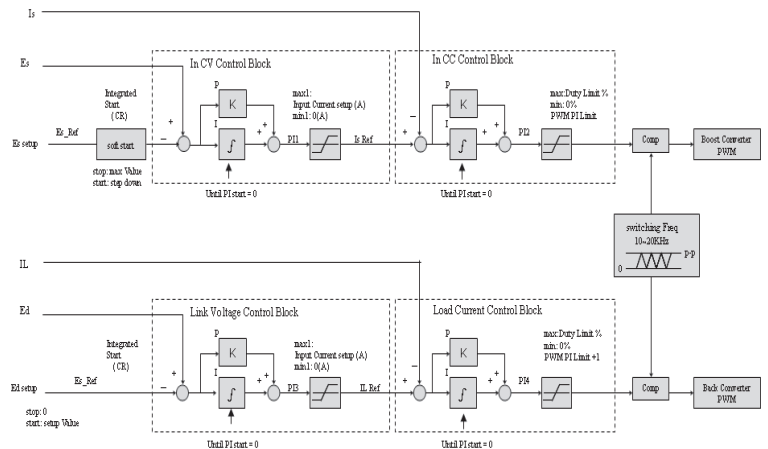 Is
Es
In CV Control Block
In CC Control Block
Integrated
Start
(CR)
P
K
I
∫
max1:
Input Current setup (A)
min1: 0(A)
P
K
I
∫
max:Duty Limit %
min: 0%
PWM PI Limit
Es setup
Es_Ref
soft start
PI1
Is Ref
PI2
Comp
Boost Converter
PWM
stop: max Value
start: step down
Until PI start = 0
Until PI start = 0
switching Freq
10~20KHz
P-P
0
IL
Ed
Link Voltage Control Block
Load Current Control Block
Integrated
Start
(CR)
P
K
I
∫
max1:
Input Current setup (A)
min1: 0(A)
P
K
I
∫
max:Duty Limit %
min: 0%
PWM PI Limit +1
Ed setup
Es_Ref
PI3
IL Ref
PI4
Comp
Back Converter
PWM
stop: 0
start: setup Value
Until PI start = 0
Until PI start = 0